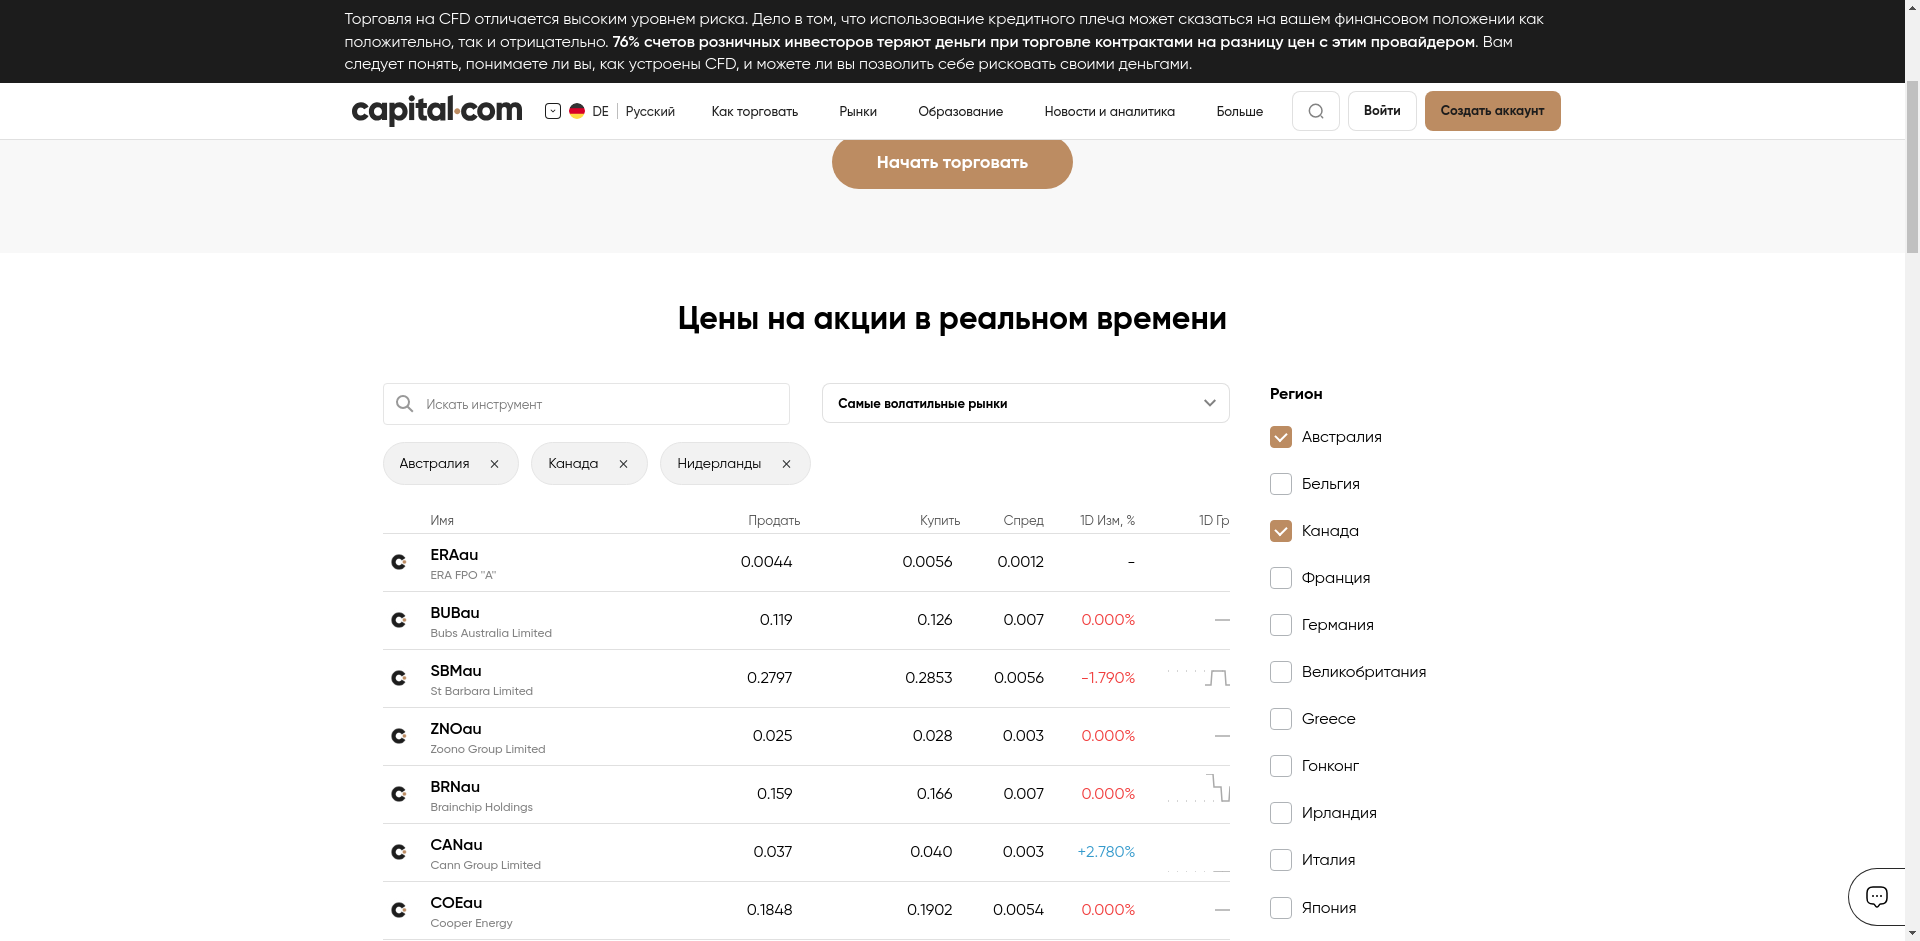 Торговля на CFD отличается высоким уровнем риска. Дело в том, что использование кредитного плеча может сказаться на вашем финансовом положении как
положительно, так и отрицательно. 76% счетов розничных инвесторов теряют деньги при торговле контрактами на разницу цен с этим провайдером. Вам
следует понять, понимаете ли вы, как устроены CFD, и можете ли вы позволить себе рисковать своими деньгами.
capital.com DE Русский Как торговать Рынки Образование Новости и аналитика Больше Войти Создать аккаунт
Начать торговать
Цены на акции в реальном времени
Искать инструмент
Самые волатильные рынки
Австралия × Канада × Нидерланды ×
Имя Продать Купить Спред 1D Изм, % 1D Гр
ERAau 0.0044 0.0056 0.0012 -
ERA FPO "A"
BUBau 0.119 0.126 0.007 0.000%
Bubs Australia Limited
SBMau 0.2797 0.2853 0.0056 -1.790%
St Barbara Limited
ZNOau 0.025 0.028 0.003 0.000%
Zoono Group Limited
BRNau 0.159 0.166 0.007 0.000%
Brainchip Holdings
CANau 0.037 0.040 0.003 +2.780%
Cann Group Limited
COEau 0.1848 0.1902 0.0054 0.000%
Cooper Energy
Регион
Австралия
Бельгия
Канада
Франция
Германия
Великобритания
Greece
Гонконг
Ирландия
Италия
Япония